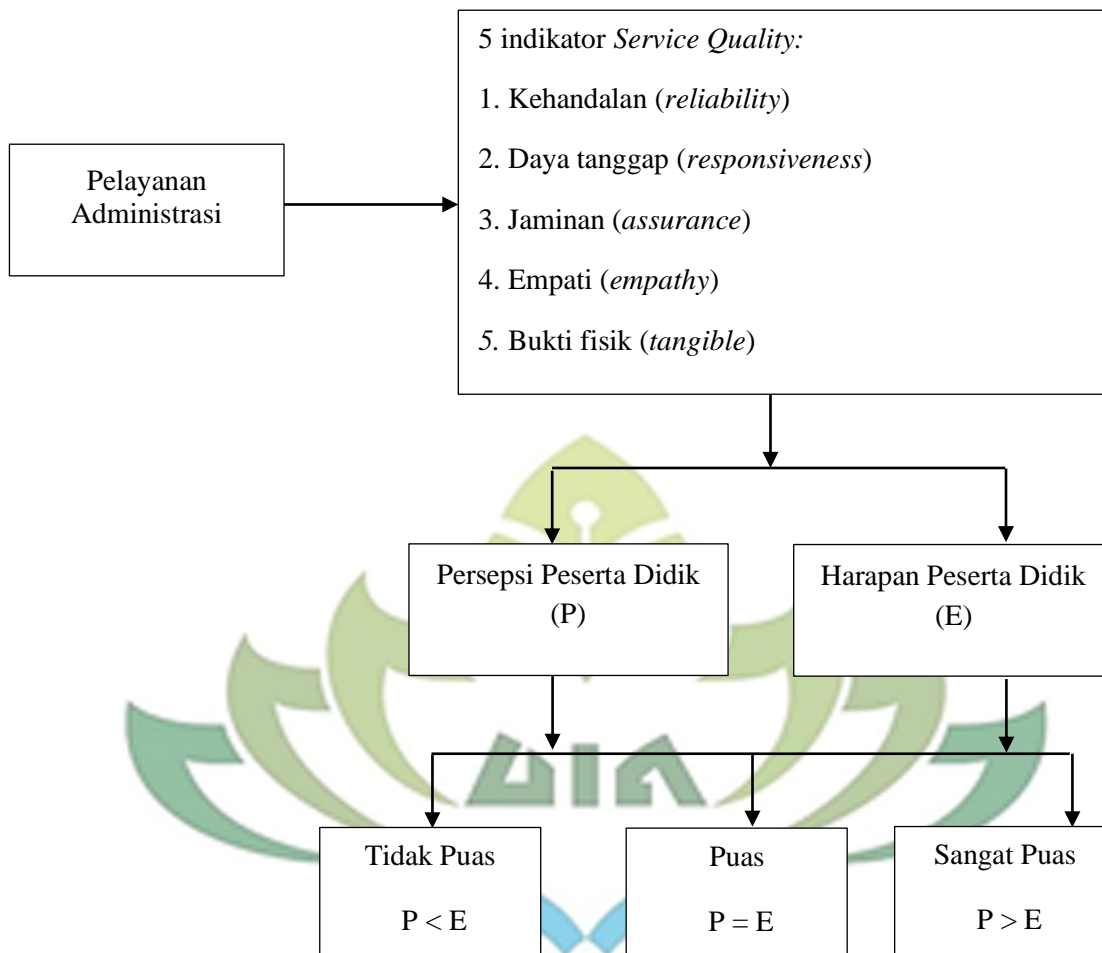 5 indikator Service Quality:
1. Kehandalan (reliability)
2. Daya tanggap (responsiveness)
3. Jaminan (assurance)
4. Empati (empathy)
5. Bukti fisik (tangible)
Pelayanan
Administrasi
Persepsi Peserta Didik
(P)
Harapan Peserta Didik
(E)
Tidak Puas
P < E
Puas
P = E
Sangat Puas
P > E